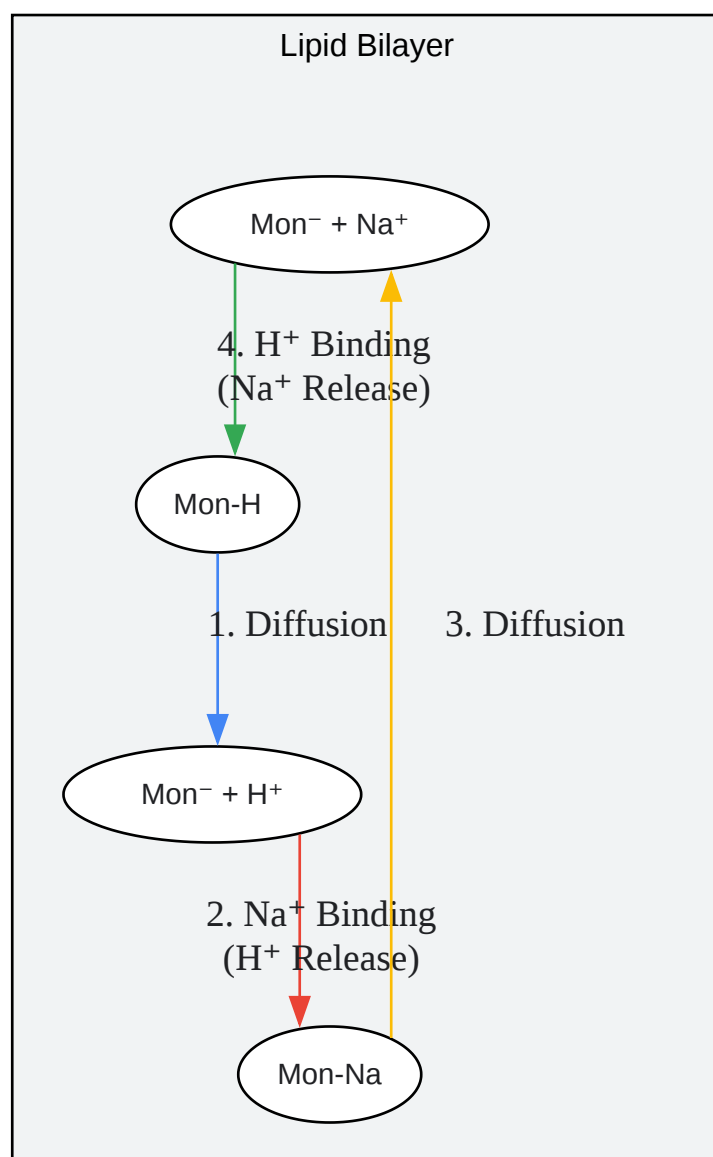 Lipid Bilayer
Mon⁻ + Na⁺
4. H⁺ Binding
(Na⁺ Release)
Mon-H
1. Diffusion
3. Diffusion
Mon⁻ + H⁺
2. Na⁺ Binding
(H⁺ Release)
Mon-Na